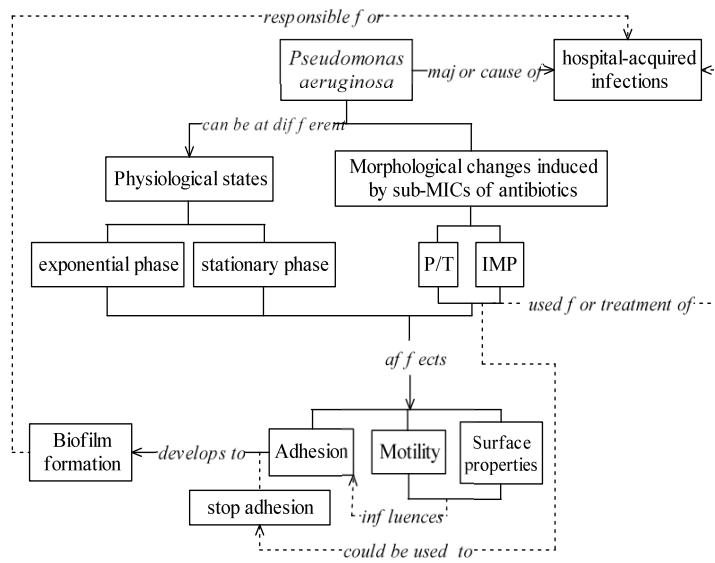 responsible for
Pseudomonas
aeruginosa
major cause of
hospital-acquired
infections
can be at different
Physiological states
Morphological changes induced
by sub-MICs of antibiotics
exponential phase
stationary phase
P/T
IMP
used for treatment of
affects
Biofilm
formation
develops to
Adhesion
Motility
Surface
properties
stop adhesion
influences
could be used to